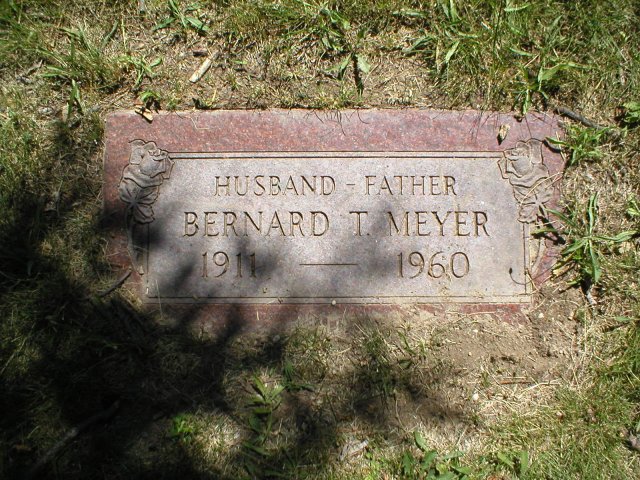 HUSBAND - FATHER
BERNARD T. MEYER
1911 — 1960